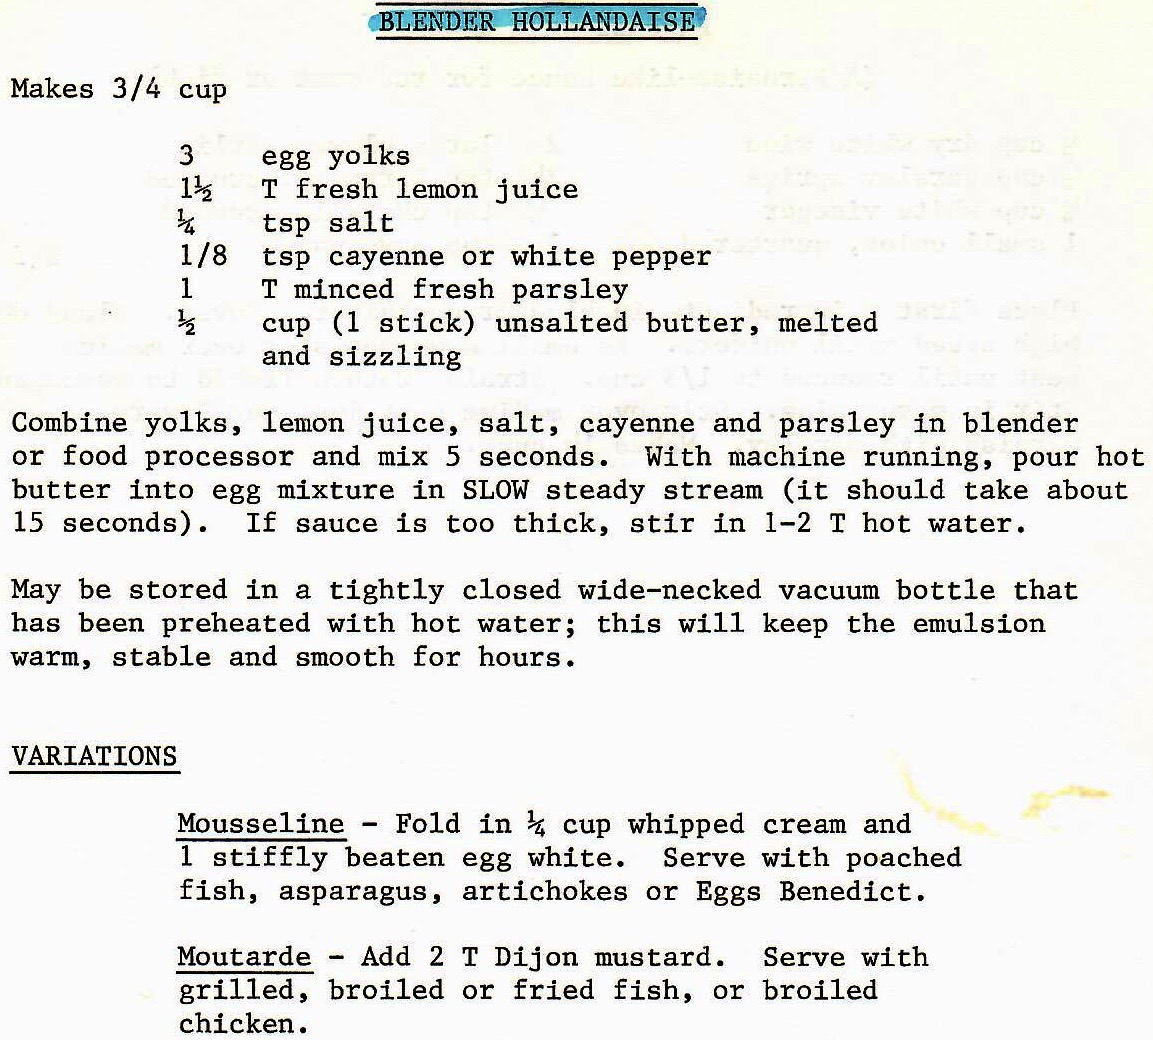 BLENDER HOLLANDAISE
Makes 3/4 cup
3 egg yolks
1½ T fresh lemon juice
¼ tsp salt
1/8 tsp cayenne or white pepper
1 T minced fresh parsley
½ cup (1 stick) unsalted butter, melted
and sizzling
Combine yolks, lemon juice, salt, cayenne and parsley in blender
or food processor and mix 5 seconds. With machine running, pour hot
butter into egg mixture in SLOW steady stream (it should take about
15 seconds). If sauce is too thick, stir in 1-2 T hot water.
May be stored in a tightly closed wide-necked vacuum bottle that
has been preheated with hot water; this will keep the emulsion
warm, stable and smooth for hours.
VARIATIONS
Mousseline - Fold in ¼ cup whipped cream and
1 stiffly beaten egg white. Serve with poached
fish, asparagus, artichokes or Eggs Benedict.
Moutarde - Add 2 T Dijon mustard. Serve with
grilled, broiled or fried fish, or broiled
chicken.